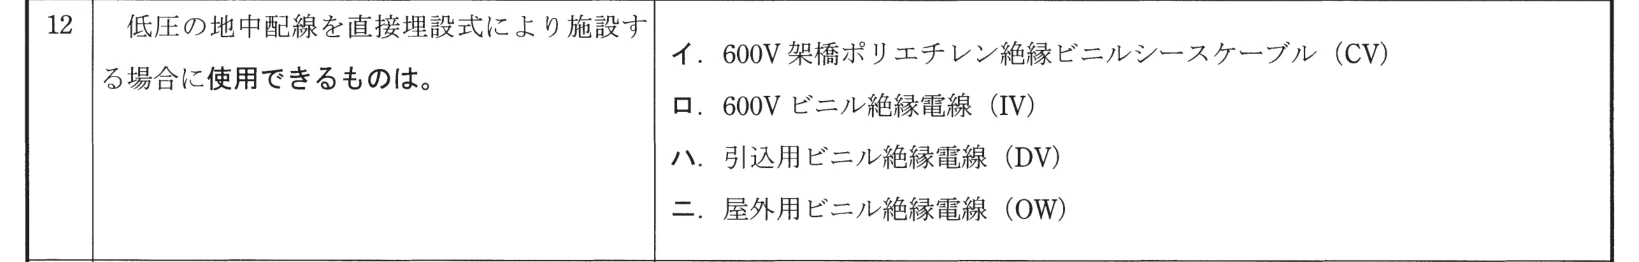 12
低圧の地中配線を直接埋設式により施設す
る場合に使用できるものは。
イ．600V 架橋ポリエチレン絶縁ビニルシースケーブル（CV）
ロ．600V ビニル絶縁電線（IV）
ハ．引込用ビニル絶縁電線（DV）
ニ．屋外用ビニル絶縁電線（OW）